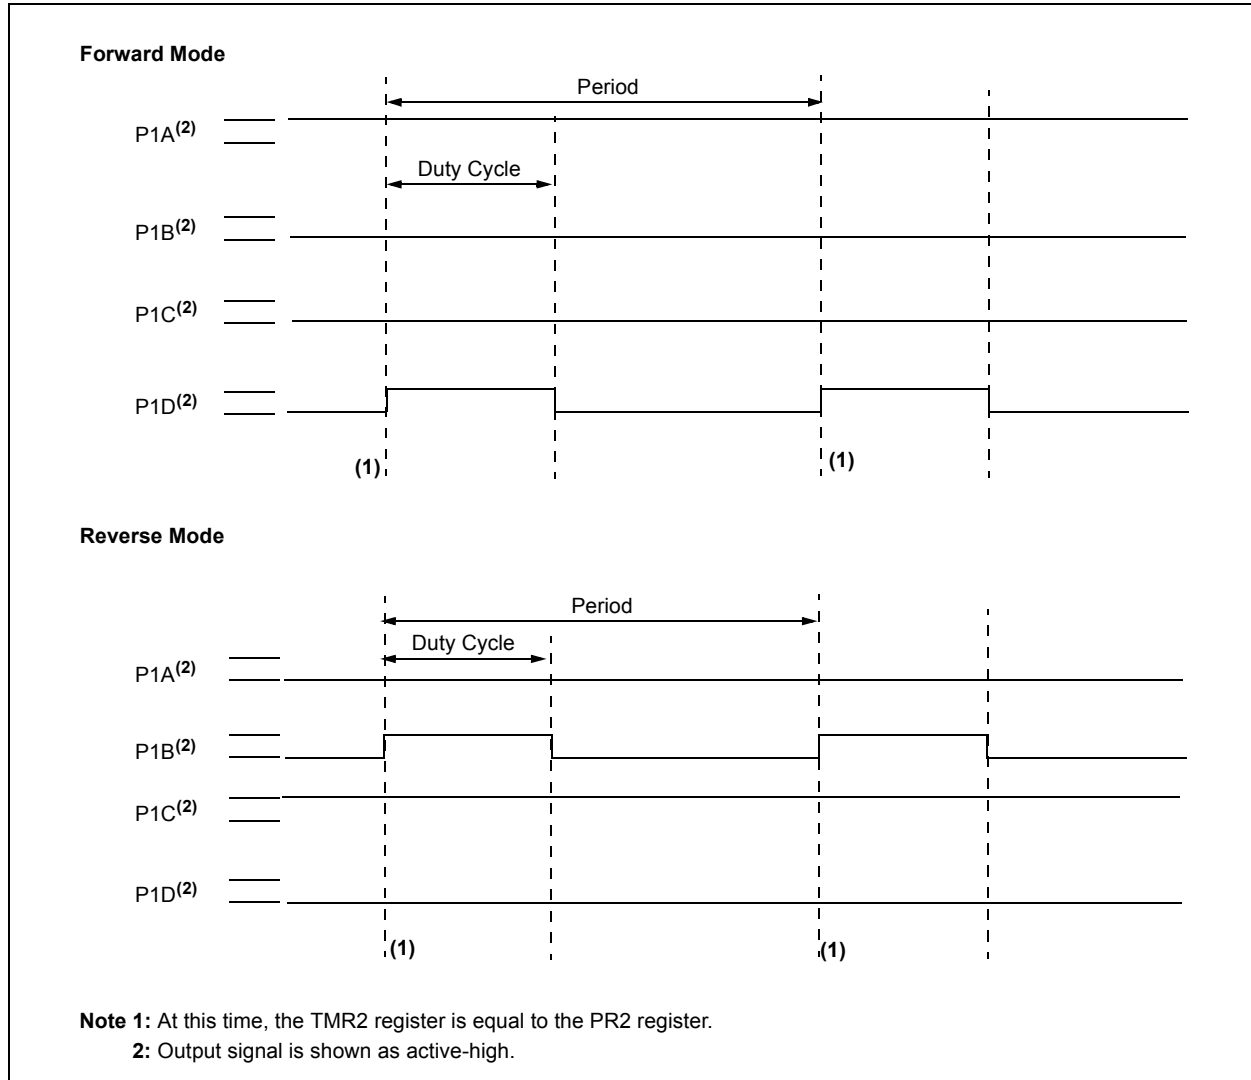 Forward Mode
Period
P1A(2)
Duty Cycle
P1B(2)
P1C(2)
P1D(2)
(1)
(1)
Reverse Mode
Period
Duty Cycle
P1A(2)
P1B(2)
P1C(2)
P1D(2)
(1)
(1)
Note 1: At this time, the TMR2 register is equal to the PR2 register.
2: Output signal is shown as active-high.